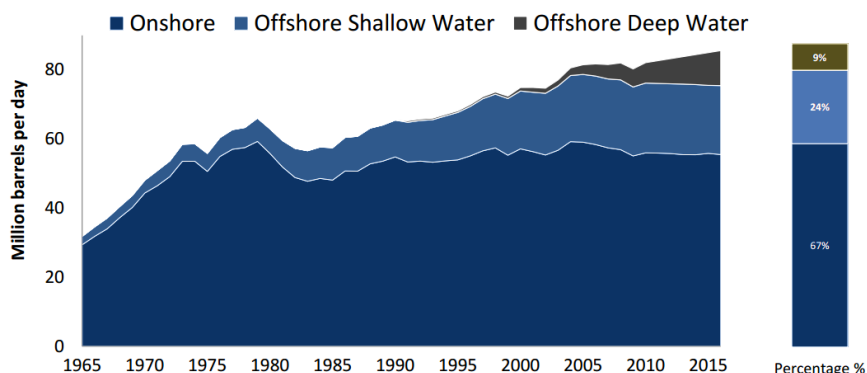 Onshore Offshore Shallow Water Offshore Deep Water
Million barrels per day
80
60
40
20
0
1965 1970 1975 1980 1985 1990 1995 2000 2005 2010 2015
9%
24%
67%
Percentage %